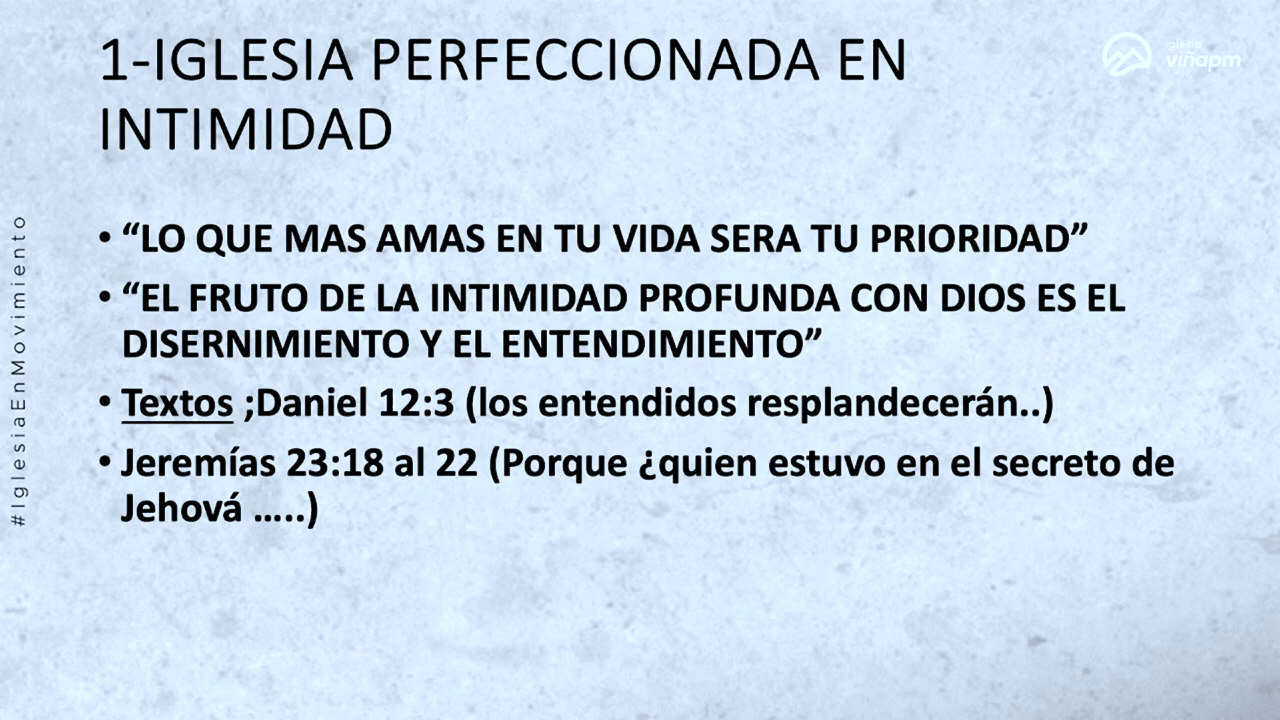 1-IGLESIA PERFECCIONADA EN
INTIMIDAD
iglesia
viñapm
• “LO QUE MAS AMAS EN TU VIDA SERA TU PRIORIDAD”
• “EL FRUTO DE LA INTIMIDAD PROFUNDA CON DIOS ES EL
DISERNIMIENTO Y EL ENTENDIMIENTO”
• Textos ;Daniel 12:3 (los entendidos resplandecerán..)
• Jeremías 23:18 al 22 (Porque ¿quien estuvo en el secreto de
Jehová …..)
#IglesiaEnMovimiento